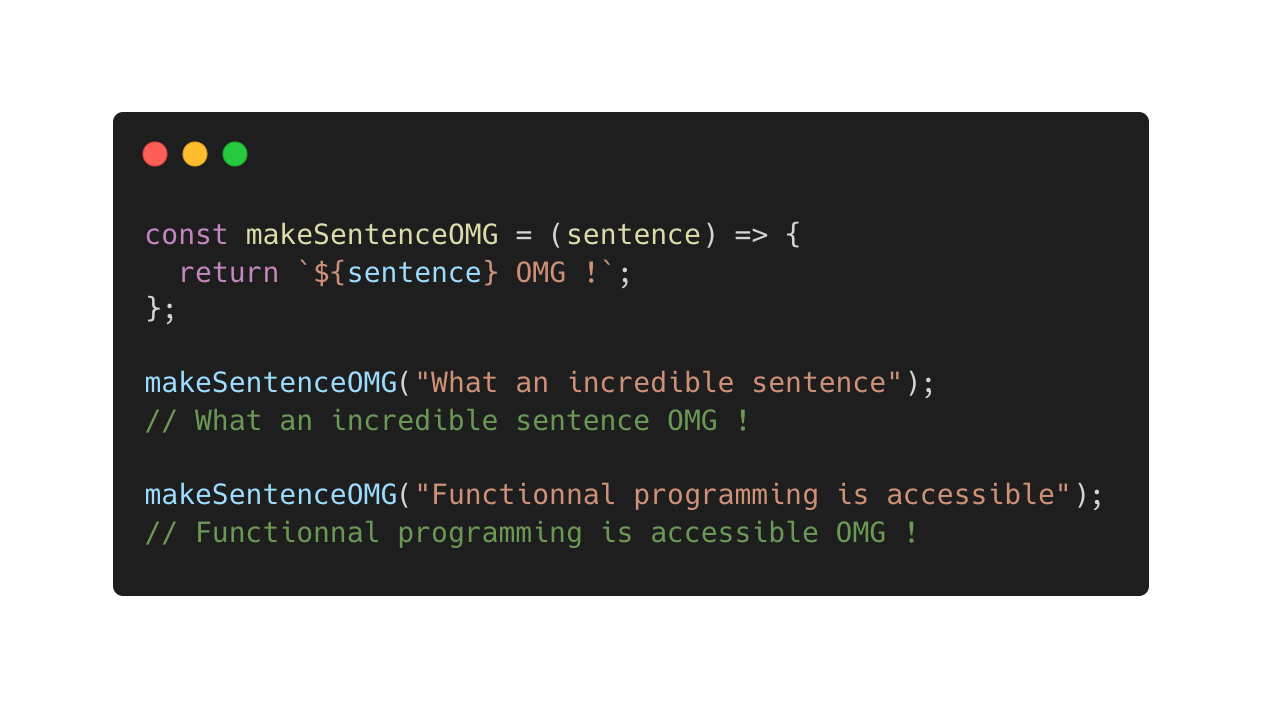 const makeSentenceOMG = (sentence) => {
  return `${sentence} OMG !`;
};
makeSentenceOMG("What an incredible sentence");
// What an incredible sentence OMG !
makeSentenceOMG("Functionnal programming is accessible");
// Functionnal programming is accessible OMG !